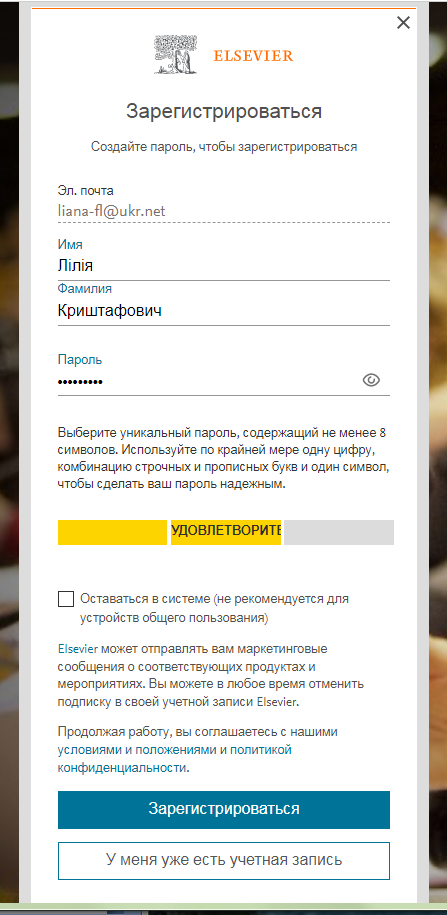 ELSEVIER
Зарегистрироваться
Создайте пароль, чтобы зарегистрироваться
Эл. почта
liana-fl@ukr.net
Имя
Лілія
Фамилия
Криштафович
Пароль
•••••••••
Выберите уникальный пароль, содержащий не менее 8
символов. Используйте по крайней мере одну цифру,
комбинацию строчных и прописных букв и один символ,
чтобы сделать ваш пароль надежным.
УДОВЛЕТВОРИТЕ
Оставаться в системе (не рекомендуется для
устройств общего пользования)
Elsevier может отправлять вам маркетинговые
сообщения о соответствующих продуктах и
мероприятиях. Вы можете в любое время отменить
подписку в своей учетной записи Elsevier.
Продолжая работу, вы соглашаетесь с нашими
условиями и положениями и политикой
конфиденциальности.
Зарегистрироваться
У меня уже есть учетная запись